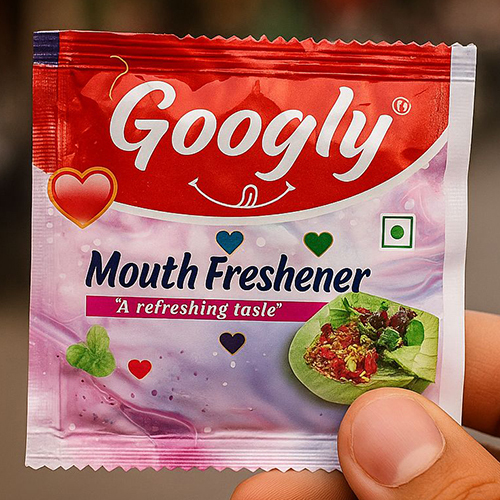 Googly
Mouth Freshener
"A refreshing tasle"